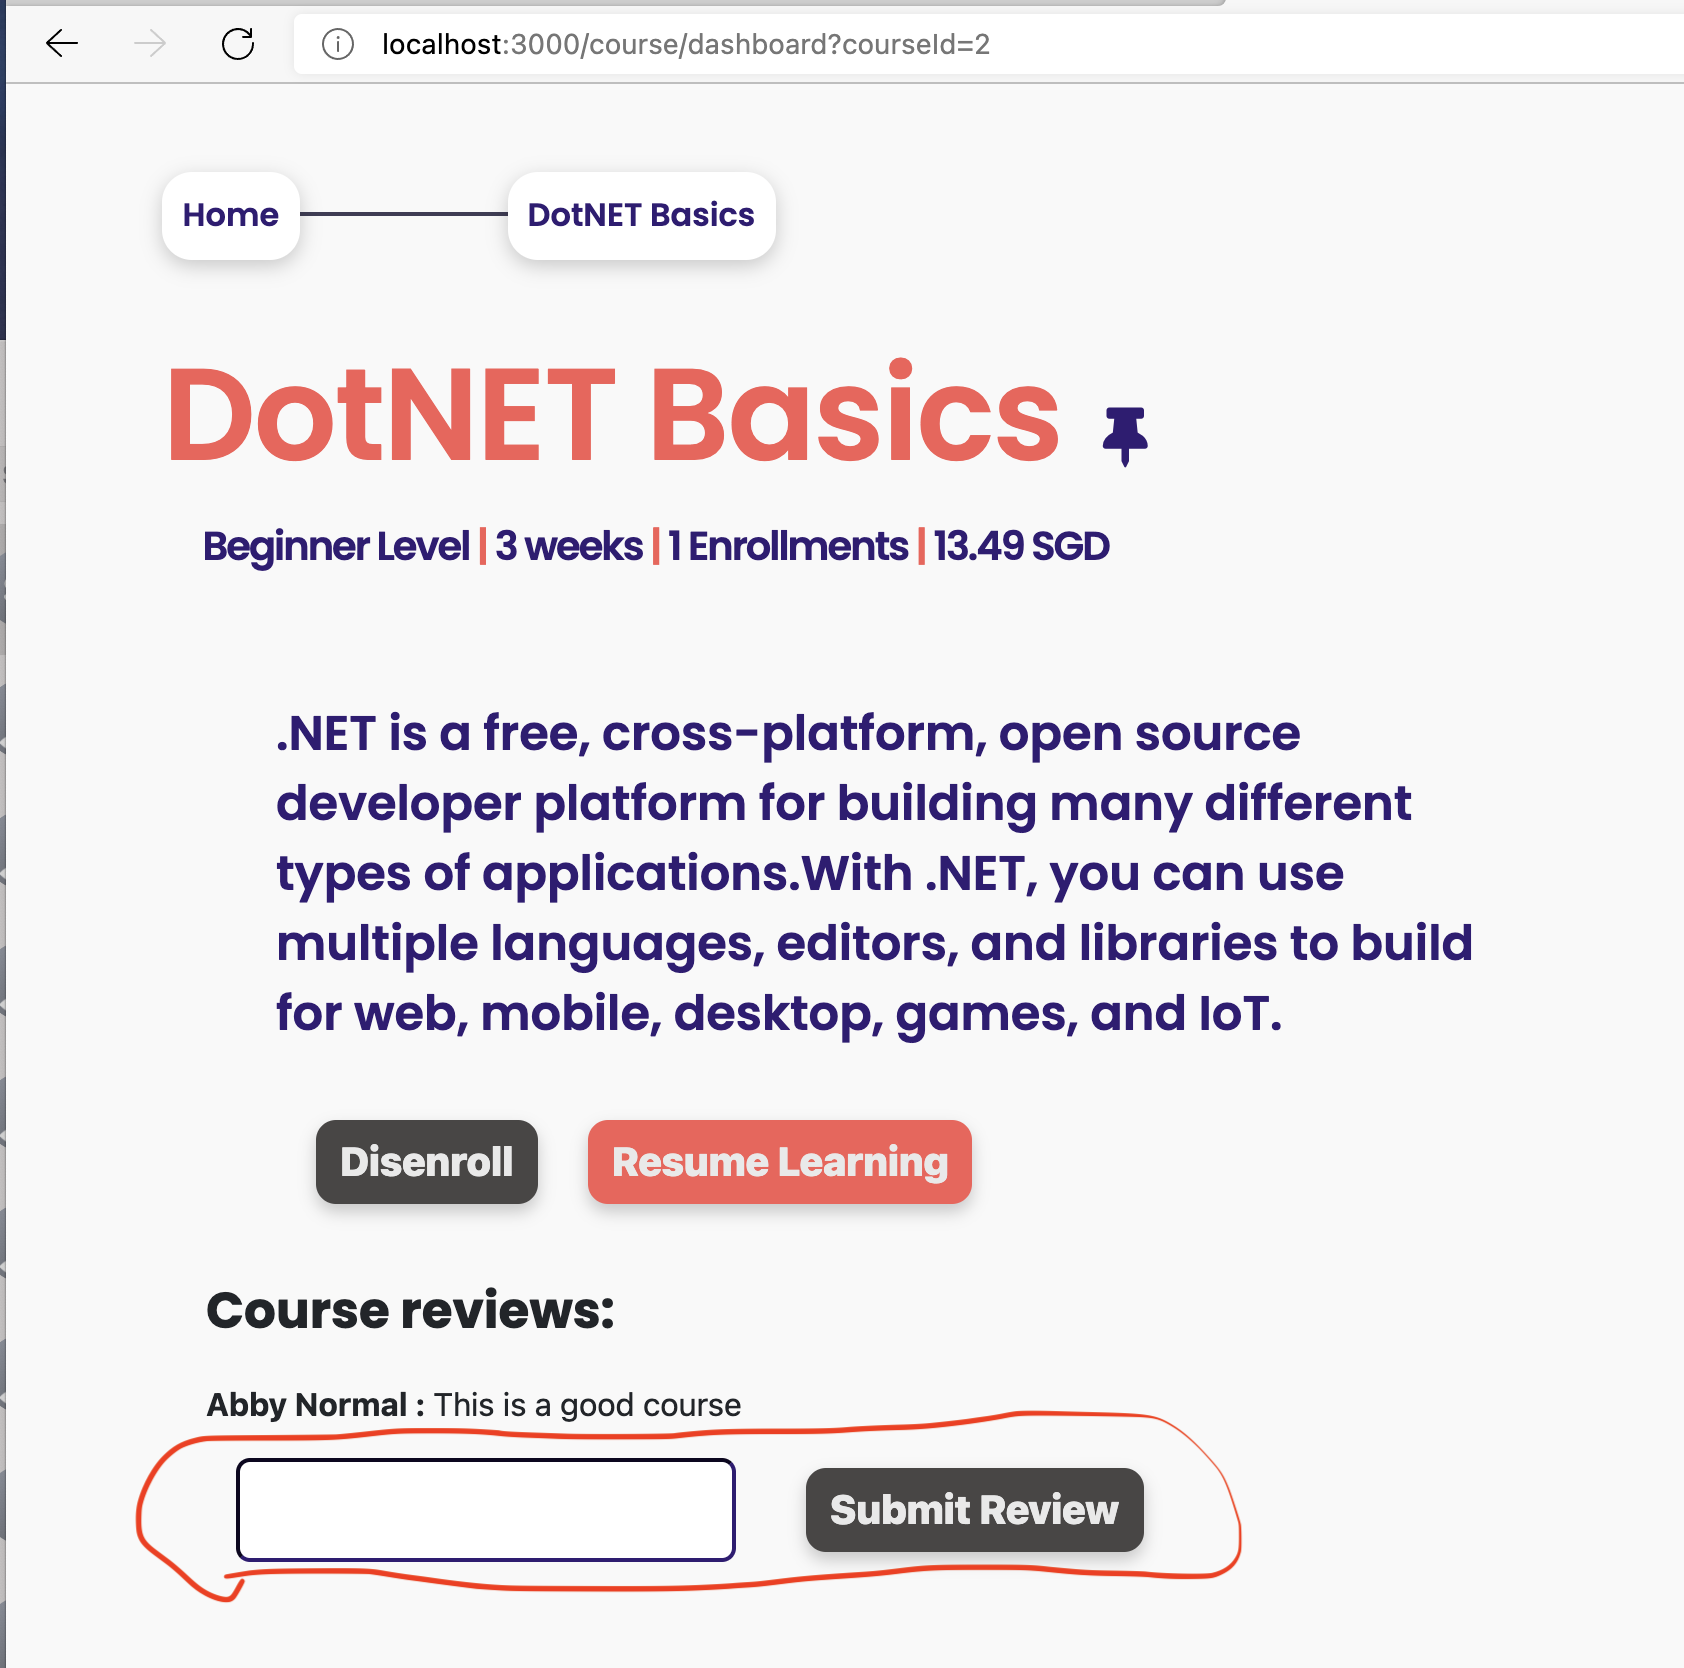 localhost:3000/course/dashboard?courseId=2
Home
DotNET Basics
DotNET Basics
Beginner Level | 3 weeks | 1 Enrollments | 13.49 SGD
.NET is a free, cross-platform, open source
developer platform for building many different
types of applications.With .NET, you can use
multiple languages, editors, and libraries to build
for web, mobile, desktop, games, and IoT.
Disenroll
Resume Learning
Course reviews:
Abby Normal : This is a good course
Submit Review